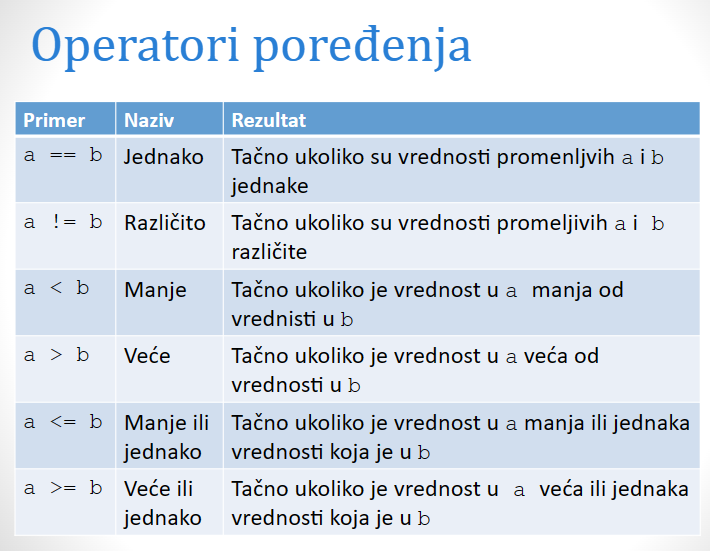 Operatori poređenja
Primer Naziv Rezultat
a == b Jednako Tačno ukoliko su vrednosti promenljvih a i b
jednake
a != b Različito Tačno ukoliko su vrednosti promeljivih a i b
različite
a < b Manje Tačno ukoliko je vrednost u a manja od
vrednisti u b
a > b Veće Tačno ukoliko je vrednost u a veća od
vrednosti u b
a <= b Manje ili Tačno ukoliko je vrednost u a manja ili jednaka
jednako vrednosti koja je u b
a >= b Veće ili Tačno ukoliko je vrednost u a veća ili jednaka
jednako vrednosti koja je u b